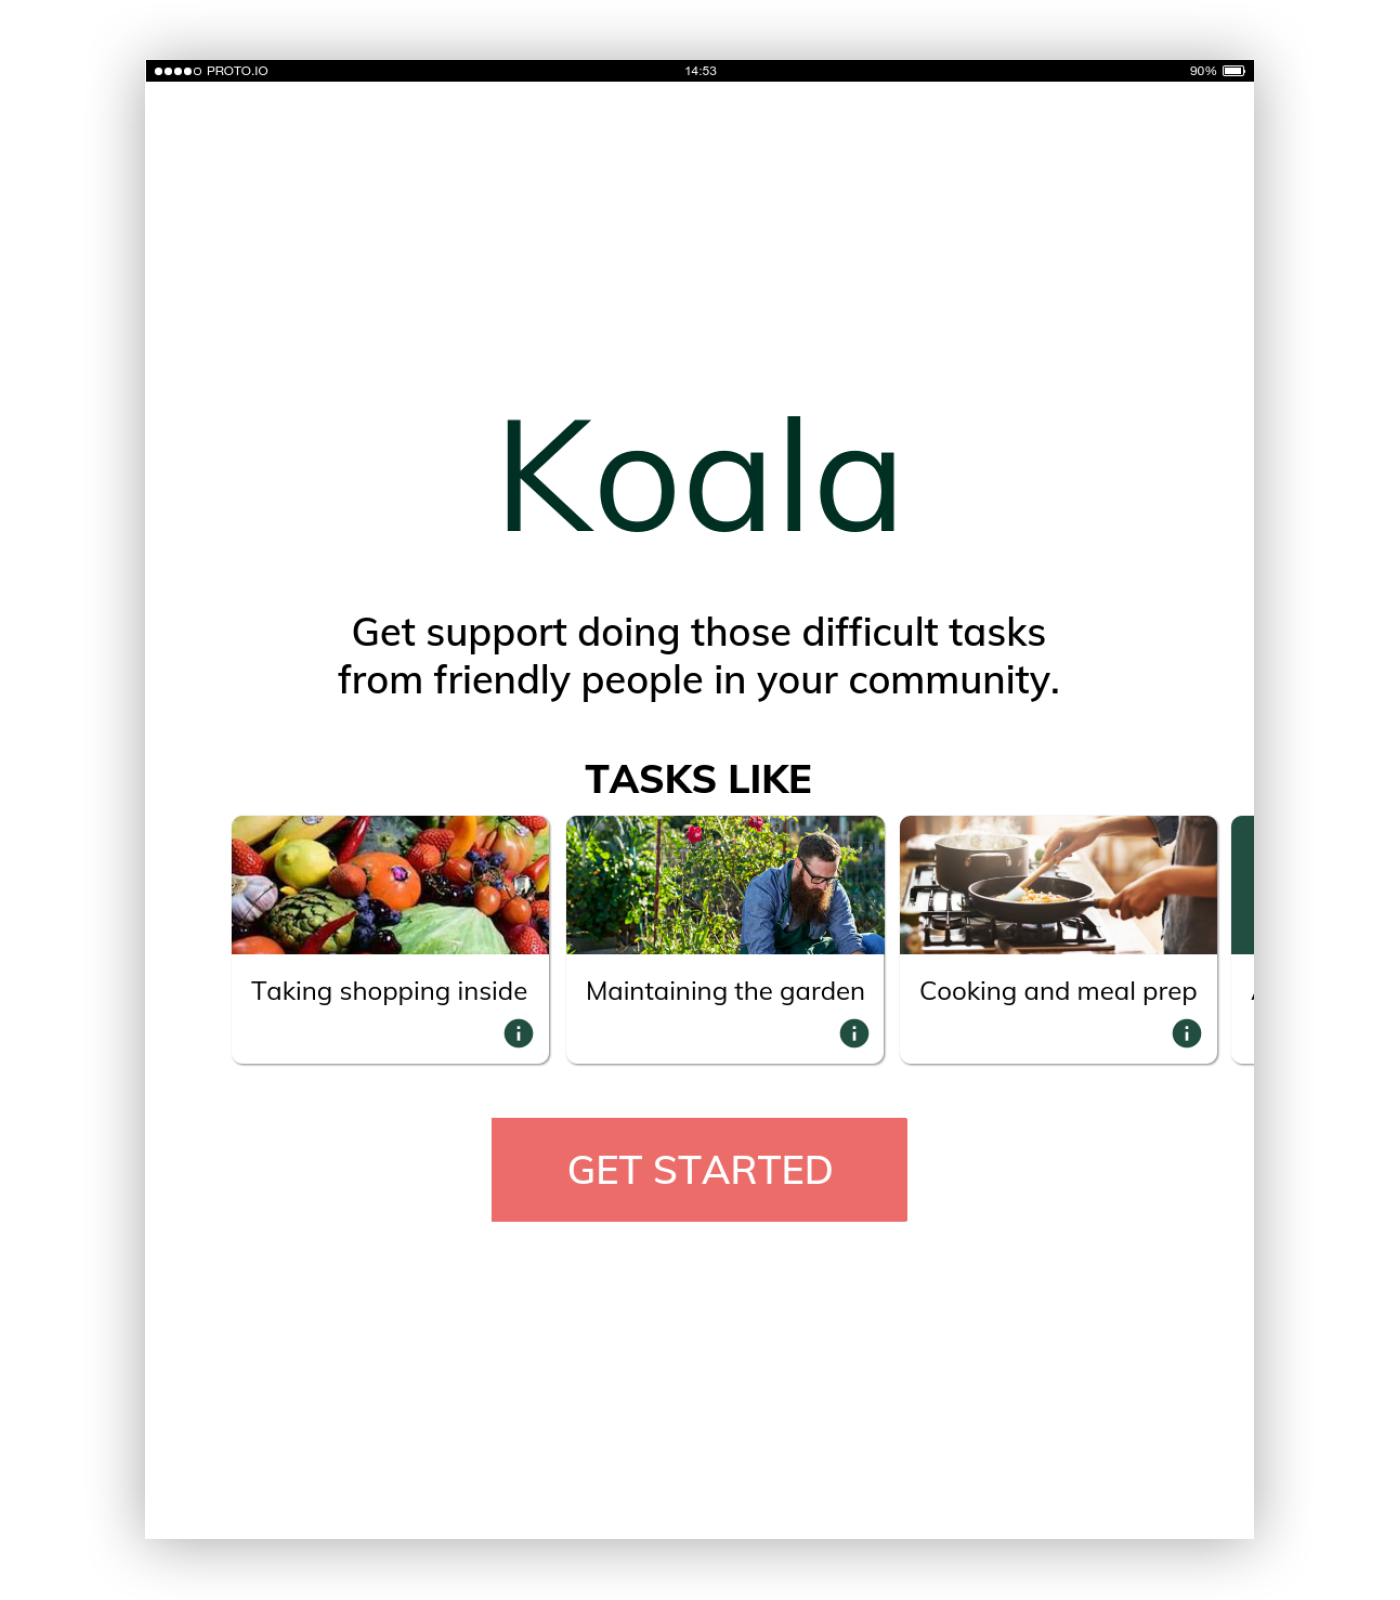 PROTO.IO 14:53 90%
Koala
Get support doing those difficult tasks
from friendly people in your community.
TASKS LIKE
Taking shopping inside
Maintaining the garden
Cooking and meal prep
GET STARTED